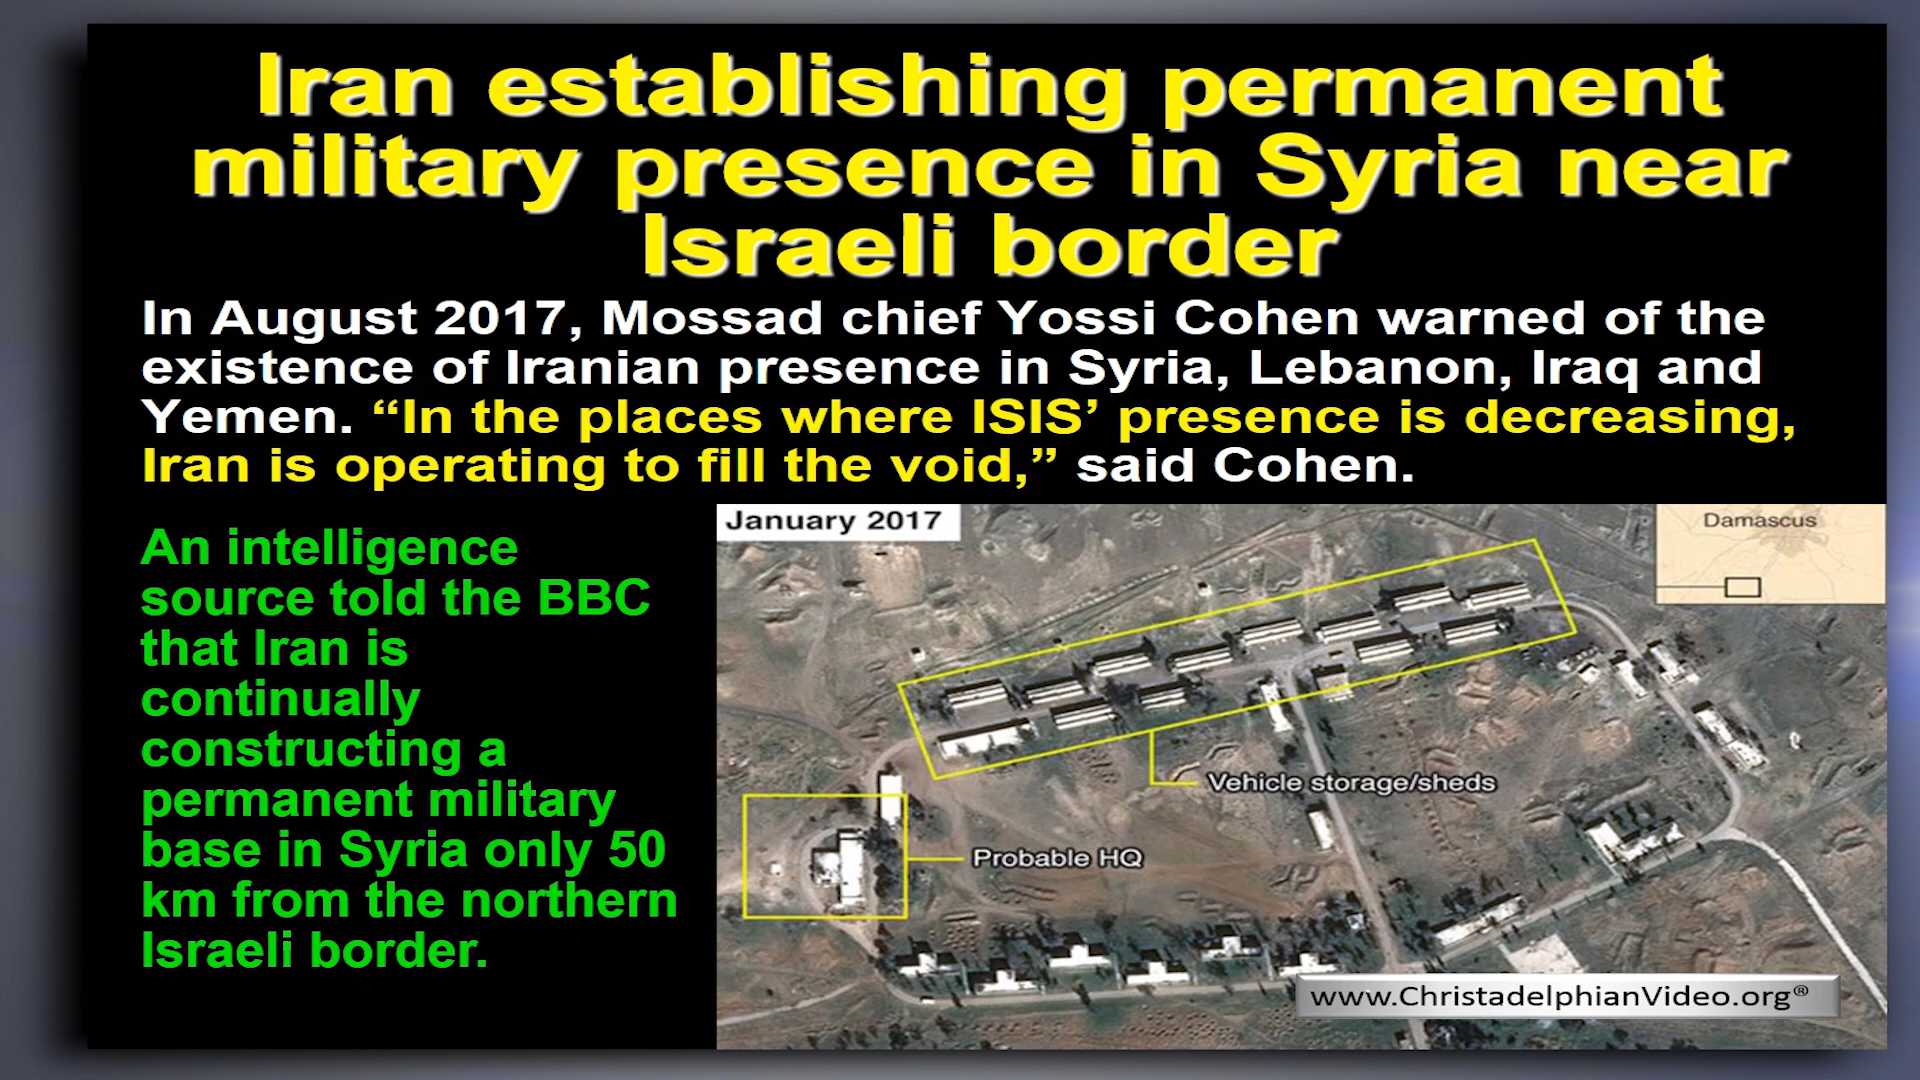 Iran establishing permanent
military presence in Syria near
Israeli border
In August 2017, Mossad chief Yossi Cohen warned of the
existence of Iranian presence in Syria, Lebanon, Iraq and
Yemen. “In the places where ISIS’ presence is decreasing,
Iran is operating to fill the void,” said Cohen.
An intelligence
source told the BBC
that Iran is
continually
constructing a
permanent military
base in Syria only 50
km from the northern
Israeli border.
January 2017
Damascus
Vehicle storage/sheds
Probable HQ
www.ChristadelphianVideo.org®